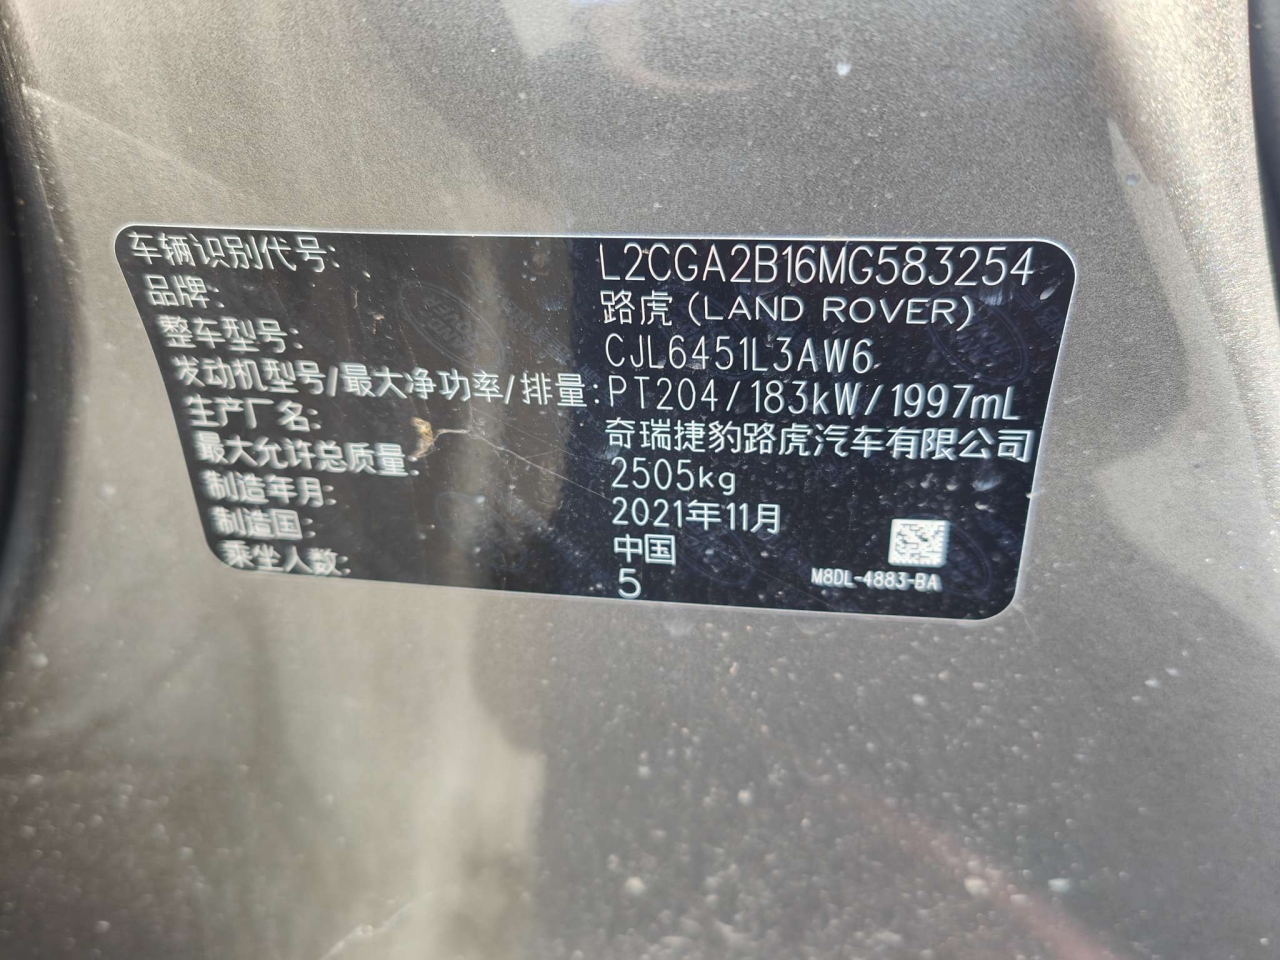 车辆识别代号: L2CGA2B16MG583254
品牌: 路虎 (LAND ROVER)
整车型号: CJL6451L3AW6
发动机型号/最大净功率/排量: PT204/183kW/1997mL
生产厂名: 奇瑞捷豹路虎汽车有限公司
最大允许总质量: 2505kg
制造年月: 2021年11月
制造国: 中国
乘坐人数: 5
M8DL-4883-BA